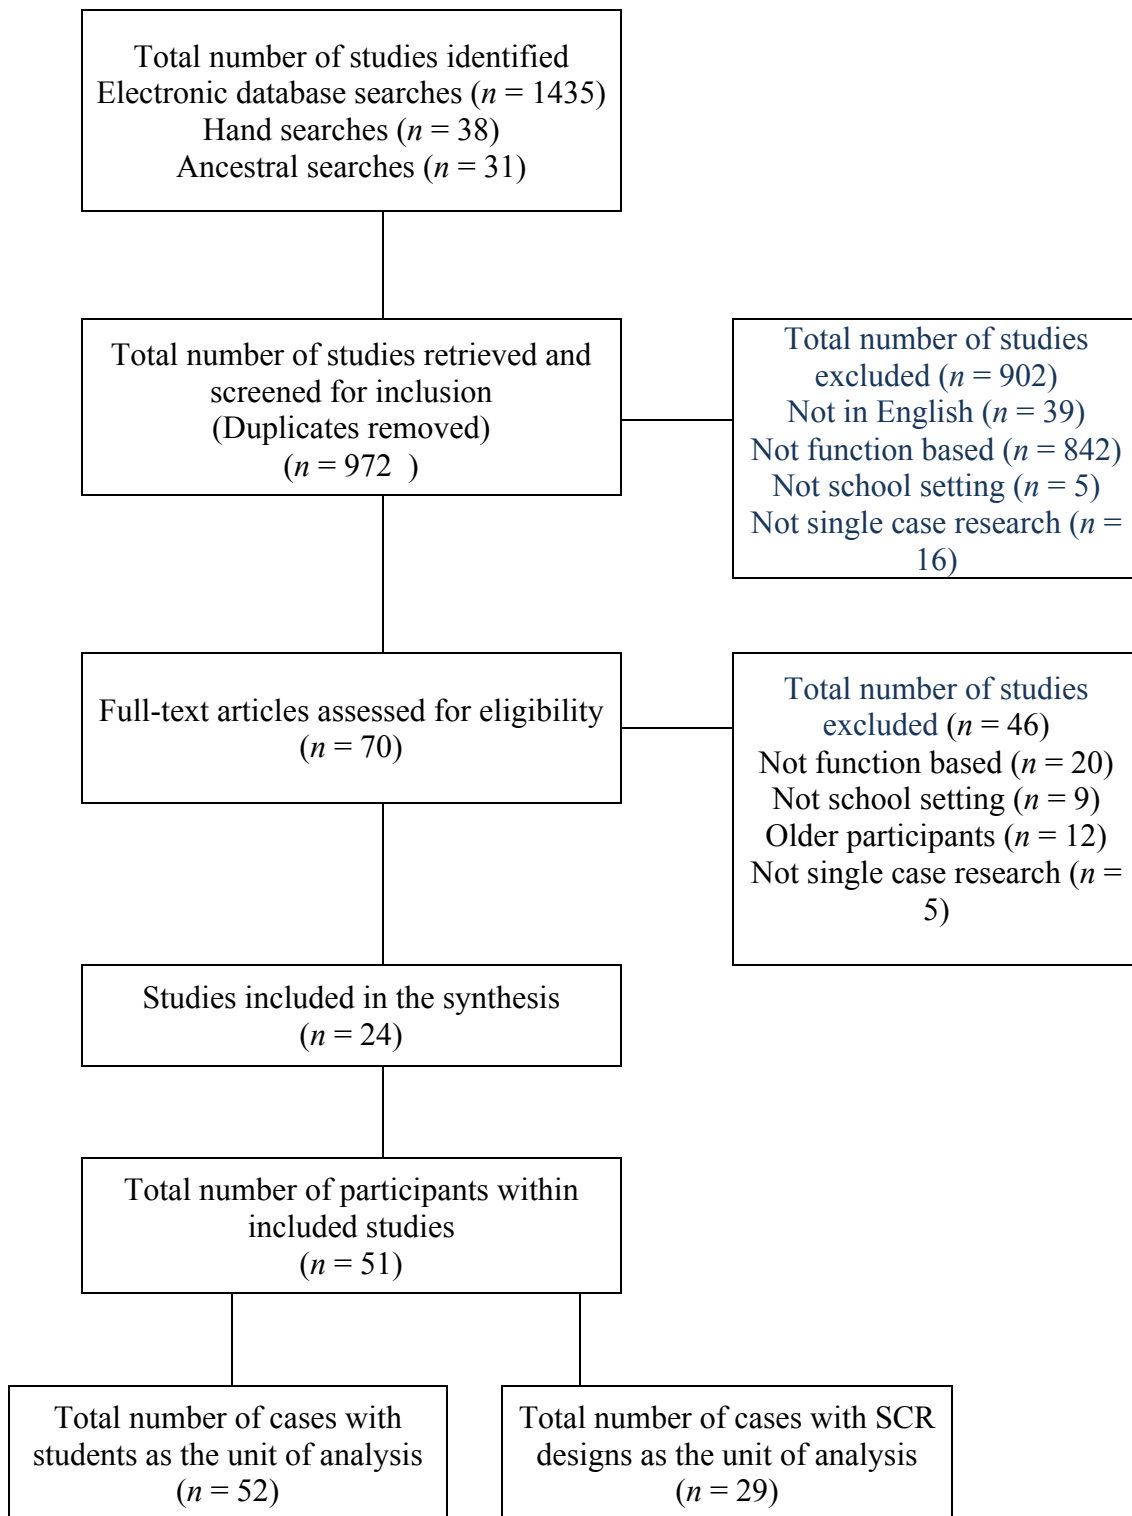 Total number of studies identified
Electronic database searches (n = 1435)
Hand searches (n = 38)
Ancestral searches (n = 31)
Total number of studies retrieved and
screened for inclusion
(Duplicates removed)
(n = 972 )
Total number of studies
excluded (n = 902)
Not in English (n = 39)
Not function based (n = 842)
Not school setting (n = 5)
Not single case research (n =
16)
Full-text articles assessed for eligibility
(n = 70)
Total number of studies
excluded (n = 46)
Not function based (n = 20)
Not school setting (n = 9)
Older participants (n = 12)
Not single case research (n =
5)
Studies included in the synthesis
(n = 24)
Total number of participants within
included studies
(n = 51)
Total number of cases with
students as the unit of analysis
(n = 52)
Total number of cases with SCR
designs as the unit of analysis
(n = 29)